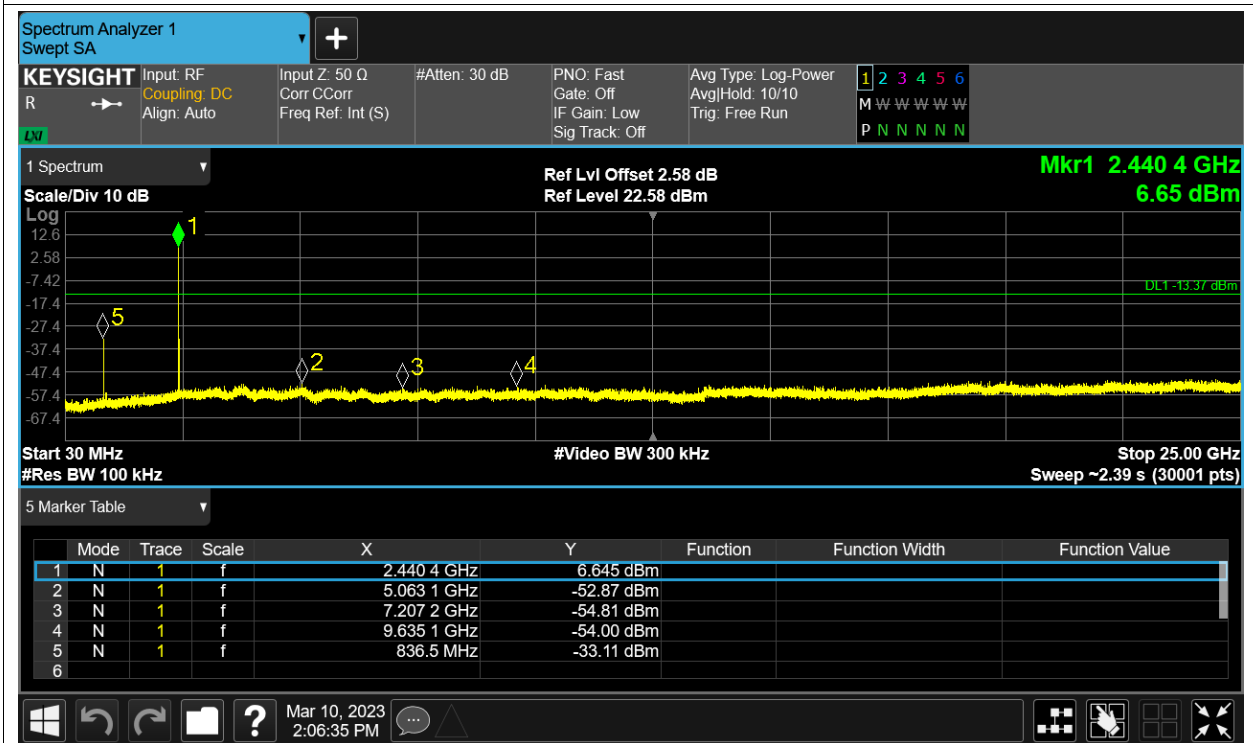 Spectrum Analyzer 1
Swept SA
KEYSIGHT Input: RF Input Z: 50 Ω #Atten: 30 dB PNO: Fast Avg Type: Log-Power 1 2 3 4 5 6
R Coupling: DC Corr CCorr Gate: Off Avg|Hold: 10/10 M W W W W W
Align: Auto Freq Ref: Int (S) IF Gain: Low Trig: Free Run
LXI Sig Track: Off P N N N N N
1 Spectrum Ref Lvl Offset 2.58 dB Mkr1 2.440 4 GHz
Scale/Div 10 dB Ref Level 22.58 dBm 6.65 dBm
Log
1
12.6
2.58
-7.42
DL1 -13.37 dBm
-17.4
5
-27.4
-37.4
2 3 4
-47.4
-57.4
-67.4
Start 30 MHz #Video BW 300 kHz Stop 25.00 GHz
#Res BW 100 kHz Sweep ~2.39 s (30001 pts)
5 Marker Table
Mode Trace Scale X Y Function Function Width Function Value
1 N 1 f 2.440 4 GHz 6.645 dBm
2 N 1 f 5.063 1 GHz -52.87 dBm
3 N 1 f 7.207 2 GHz -54.81 dBm
4 N 1 f 9.635 1 GHz -54.00 dBm
5 N 1 f 836.5 MHz -33.11 dBm
6
? Mar 10, 2023
2:06:35 PM